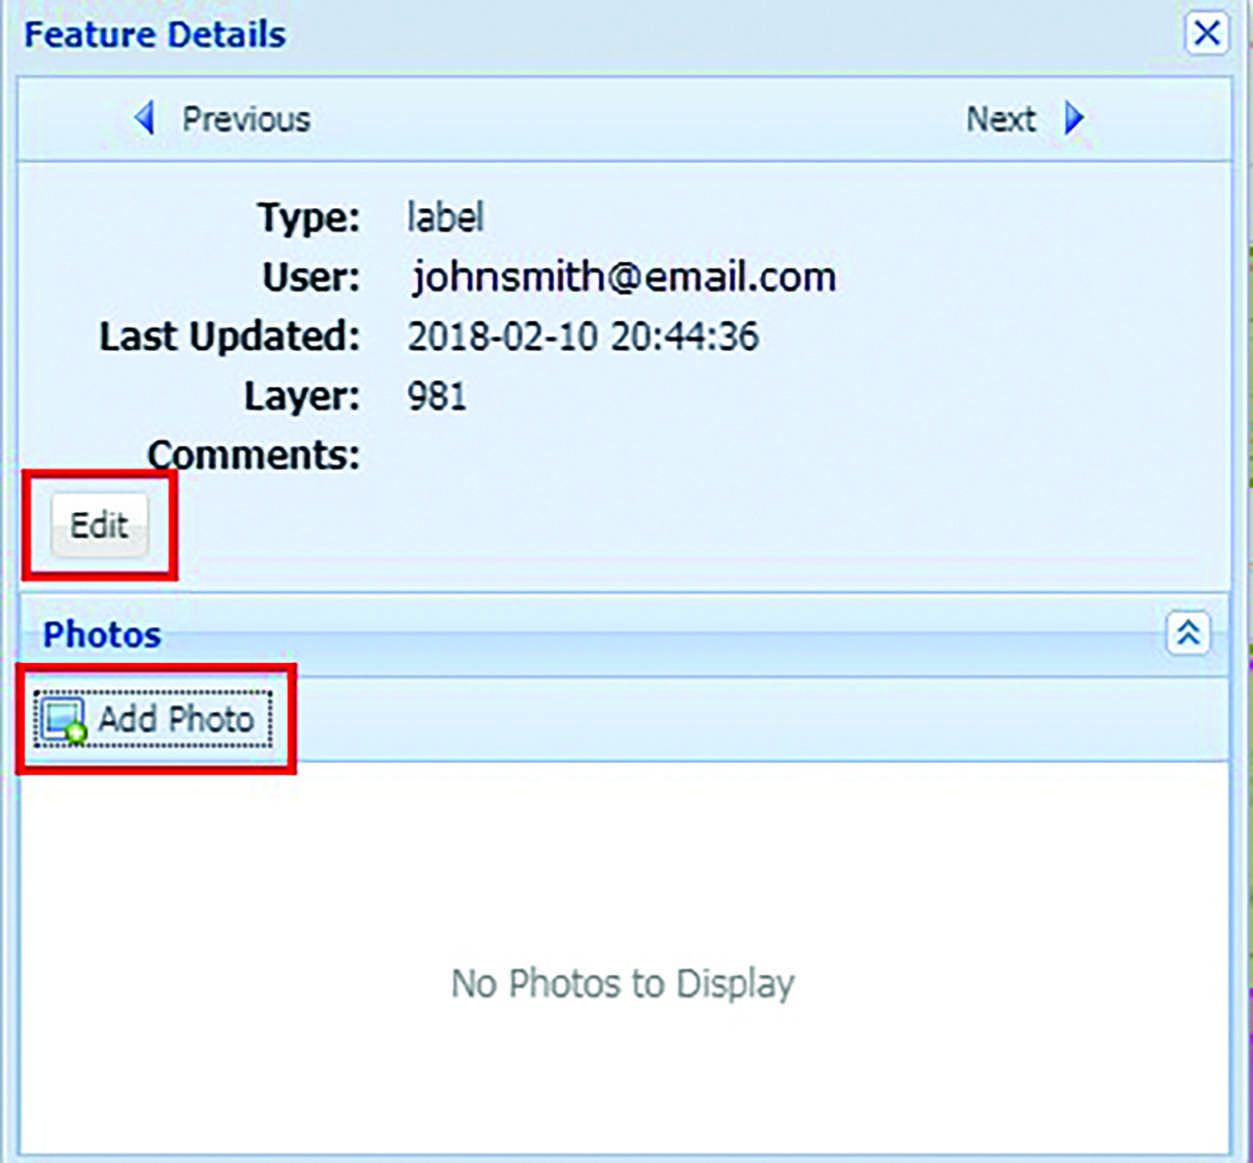 Feature Details
Previous Next
Type: label
User: johnsmith@email.com
Last Updated: 2018-02-10 20:44:36
Layer: 981
Comments:
Edit
Photos
Add Photo
No Photos to Display